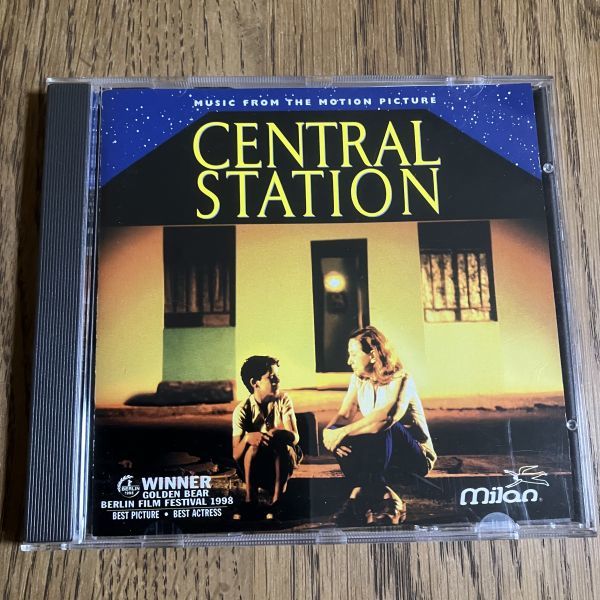 MUSIC FROM THE MOTION PICTURE
CENTRAL
STATION
BERLIN
WINNER
GOLDEN BEAR
BERLIN FILM FESTIVAL 1998
BEST PICTURE • BEST ACTRESS
Milan